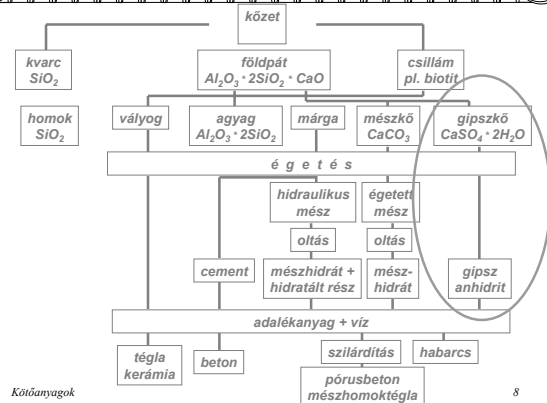 kőzet
kvarc
SiO₂
földpát
Al₂O₃ · 2SiO₂ · CaO
csillám
pl. biotit
homok
SiO₂
vályog
agyag
Al₂O₃ · 2SiO₂
márga
mészkő
CaCO₃
gipszkő
CaSO₄ · 2H₂O
é g e t é s
hidraulikus
mész
égetett
mész
oltás
oltás
cement
mészhidrát +
hidratált rész
mész-
hidrát
gipsz
anhidrit
adalékanyag + víz
tégla
kerámia
beton
szilárdítás
habarcs
pórusbeton
mészhomoktégla
Kötőanyagok
8